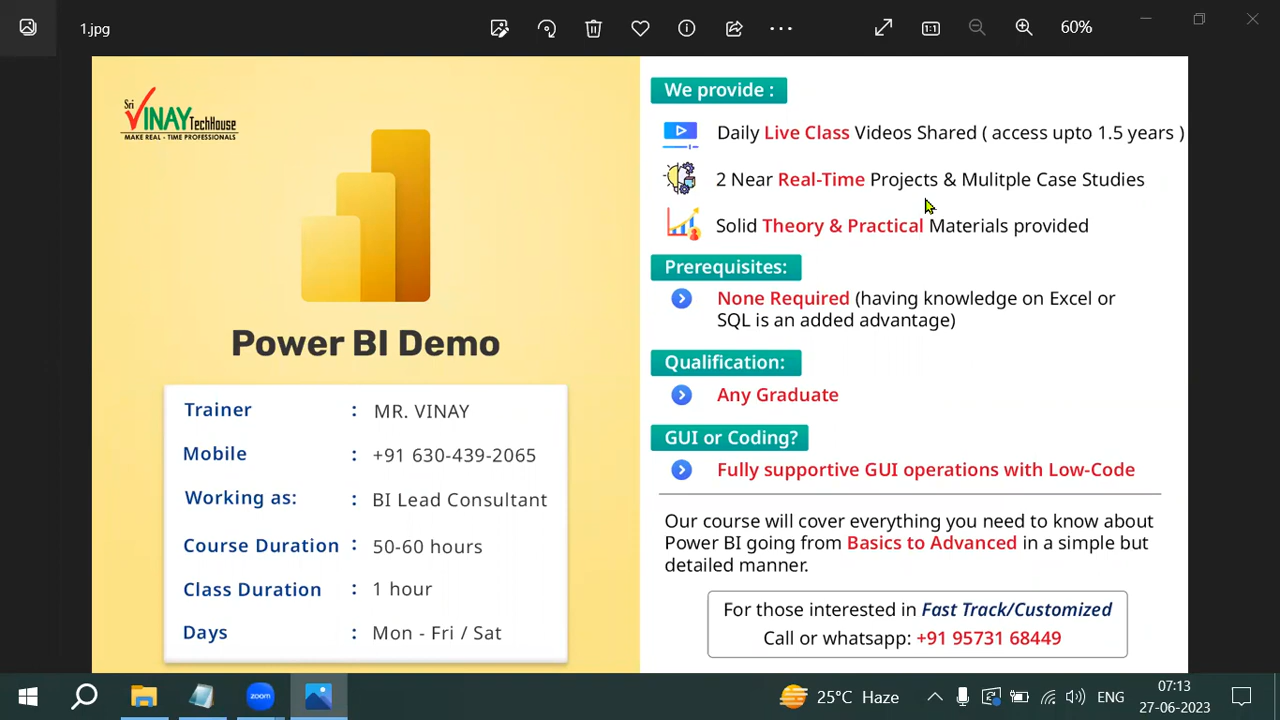 1.jpg
60%
Sri VINAY TechHouse
MAKE REAL - TIME PROFESSIONALS
Power BI Demo
Trainer : MR. VINAY
Mobile : +91 630-439-2065
Working as: : BI Lead Consultant
Course Duration : 50-60 hours
Class Duration : 1 hour
Days : Mon - Fri / Sat
We provide :
Daily Live Class Videos Shared ( access upto 1.5 years )
2 Near Real-Time Projects & Mulitple Case Studies
Solid Theory & Practical Materials provided
Prerequisites:
None Required (having knowledge on Excel or
SQL is an added advantage)
Qualification:
Any Graduate
GUI or Coding?
Fully supportive GUI operations with Low-Code
Our course will cover everything you need to know about
Power BI going from Basics to Advanced in a simple but
detailed manner.
For those interested in Fast Track/Customized
Call or whatsapp: +91 95731 68449
zoom
25°C Haze
ENG
07:13
27-06-2023